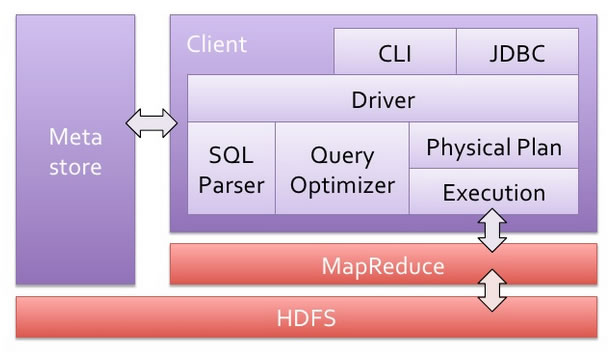 Client
CLI
JDBC
Driver
Meta
store
SQL
Parser
Query
Optimizer
Physical Plan
Execution
MapReduce
HDFS